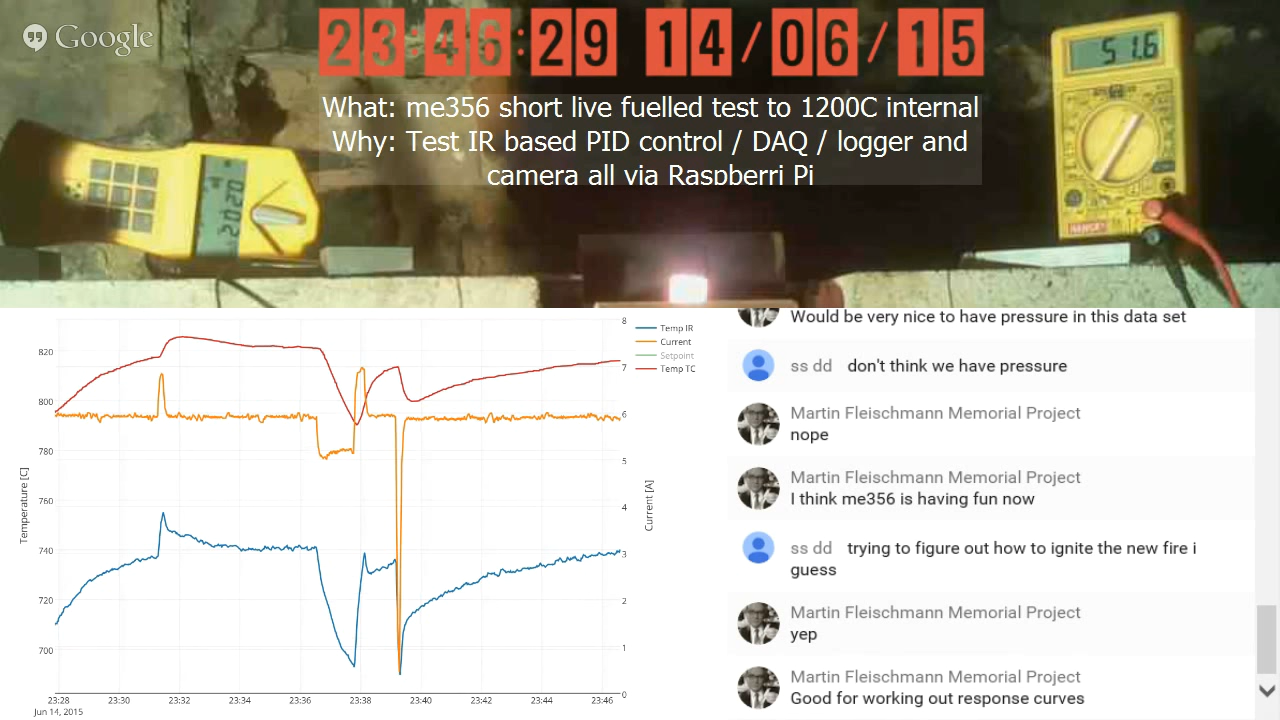 Google
23:46:29 14/06/15
What: me356 short live fuelled test to 1200C internal
Why: Test IR based PID control / DAQ / logger and
camera all via Raspberri Pi
51.6
Temp IR
Current
Setpoint
Temp TC
820
800
780
760
740
720
700
Temperature [C]
8
7
6
5
4
3
2
1
0
Current [A]
23:28
23:30
23:32
23:34
23:36
23:38
23:40
23:42
23:44
23:46
Jun 14, 2015
Would be very nice to have pressure in this data set
ss dd don't think we have pressure
Martin Fleischmann Memorial Project
nope
Martin Fleischmann Memorial Project
I think me356 is having fun now
ss dd trying to figure out how to ignite the new fire i
guess
Martin Fleischmann Memorial Project
yep
Martin Fleischmann Memorial Project
Good for working out response curves